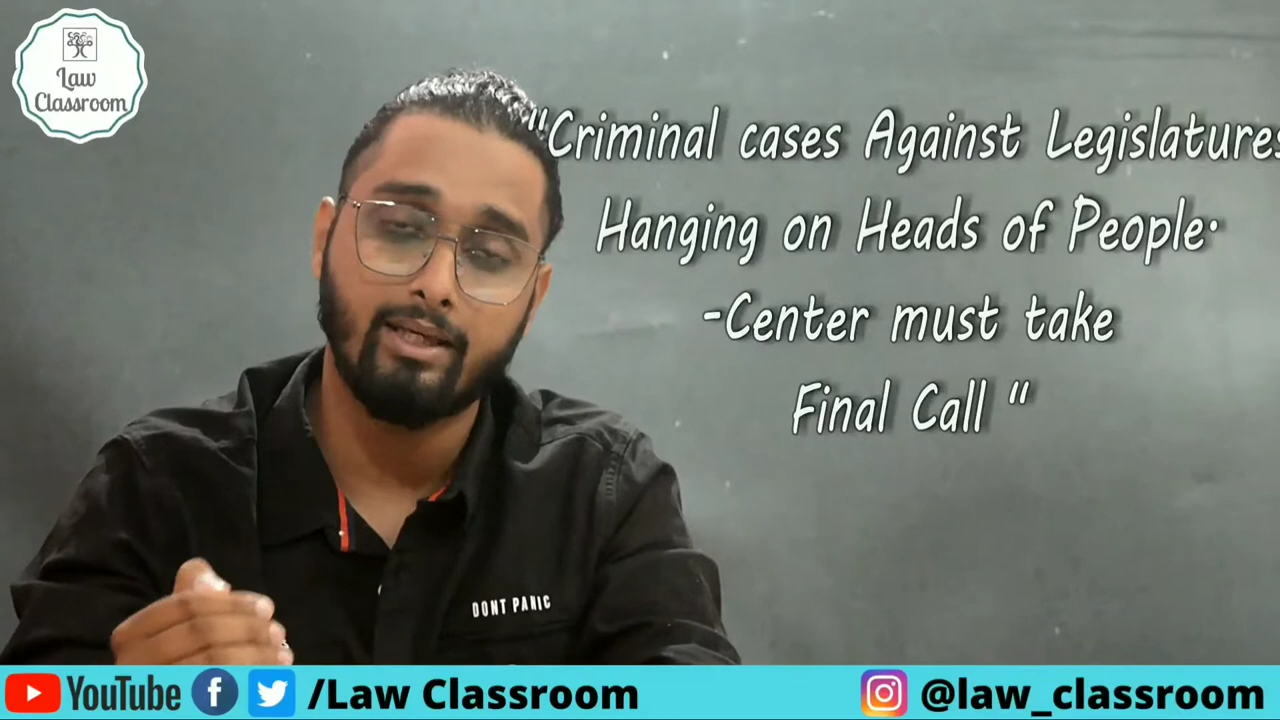 Law
Classroom
"Criminal cases Against Legislatures
Hanging on Heads of People.
-Center must take
Final Call "
DONT PANIC
YouTube /Law Classroom @law_classroom